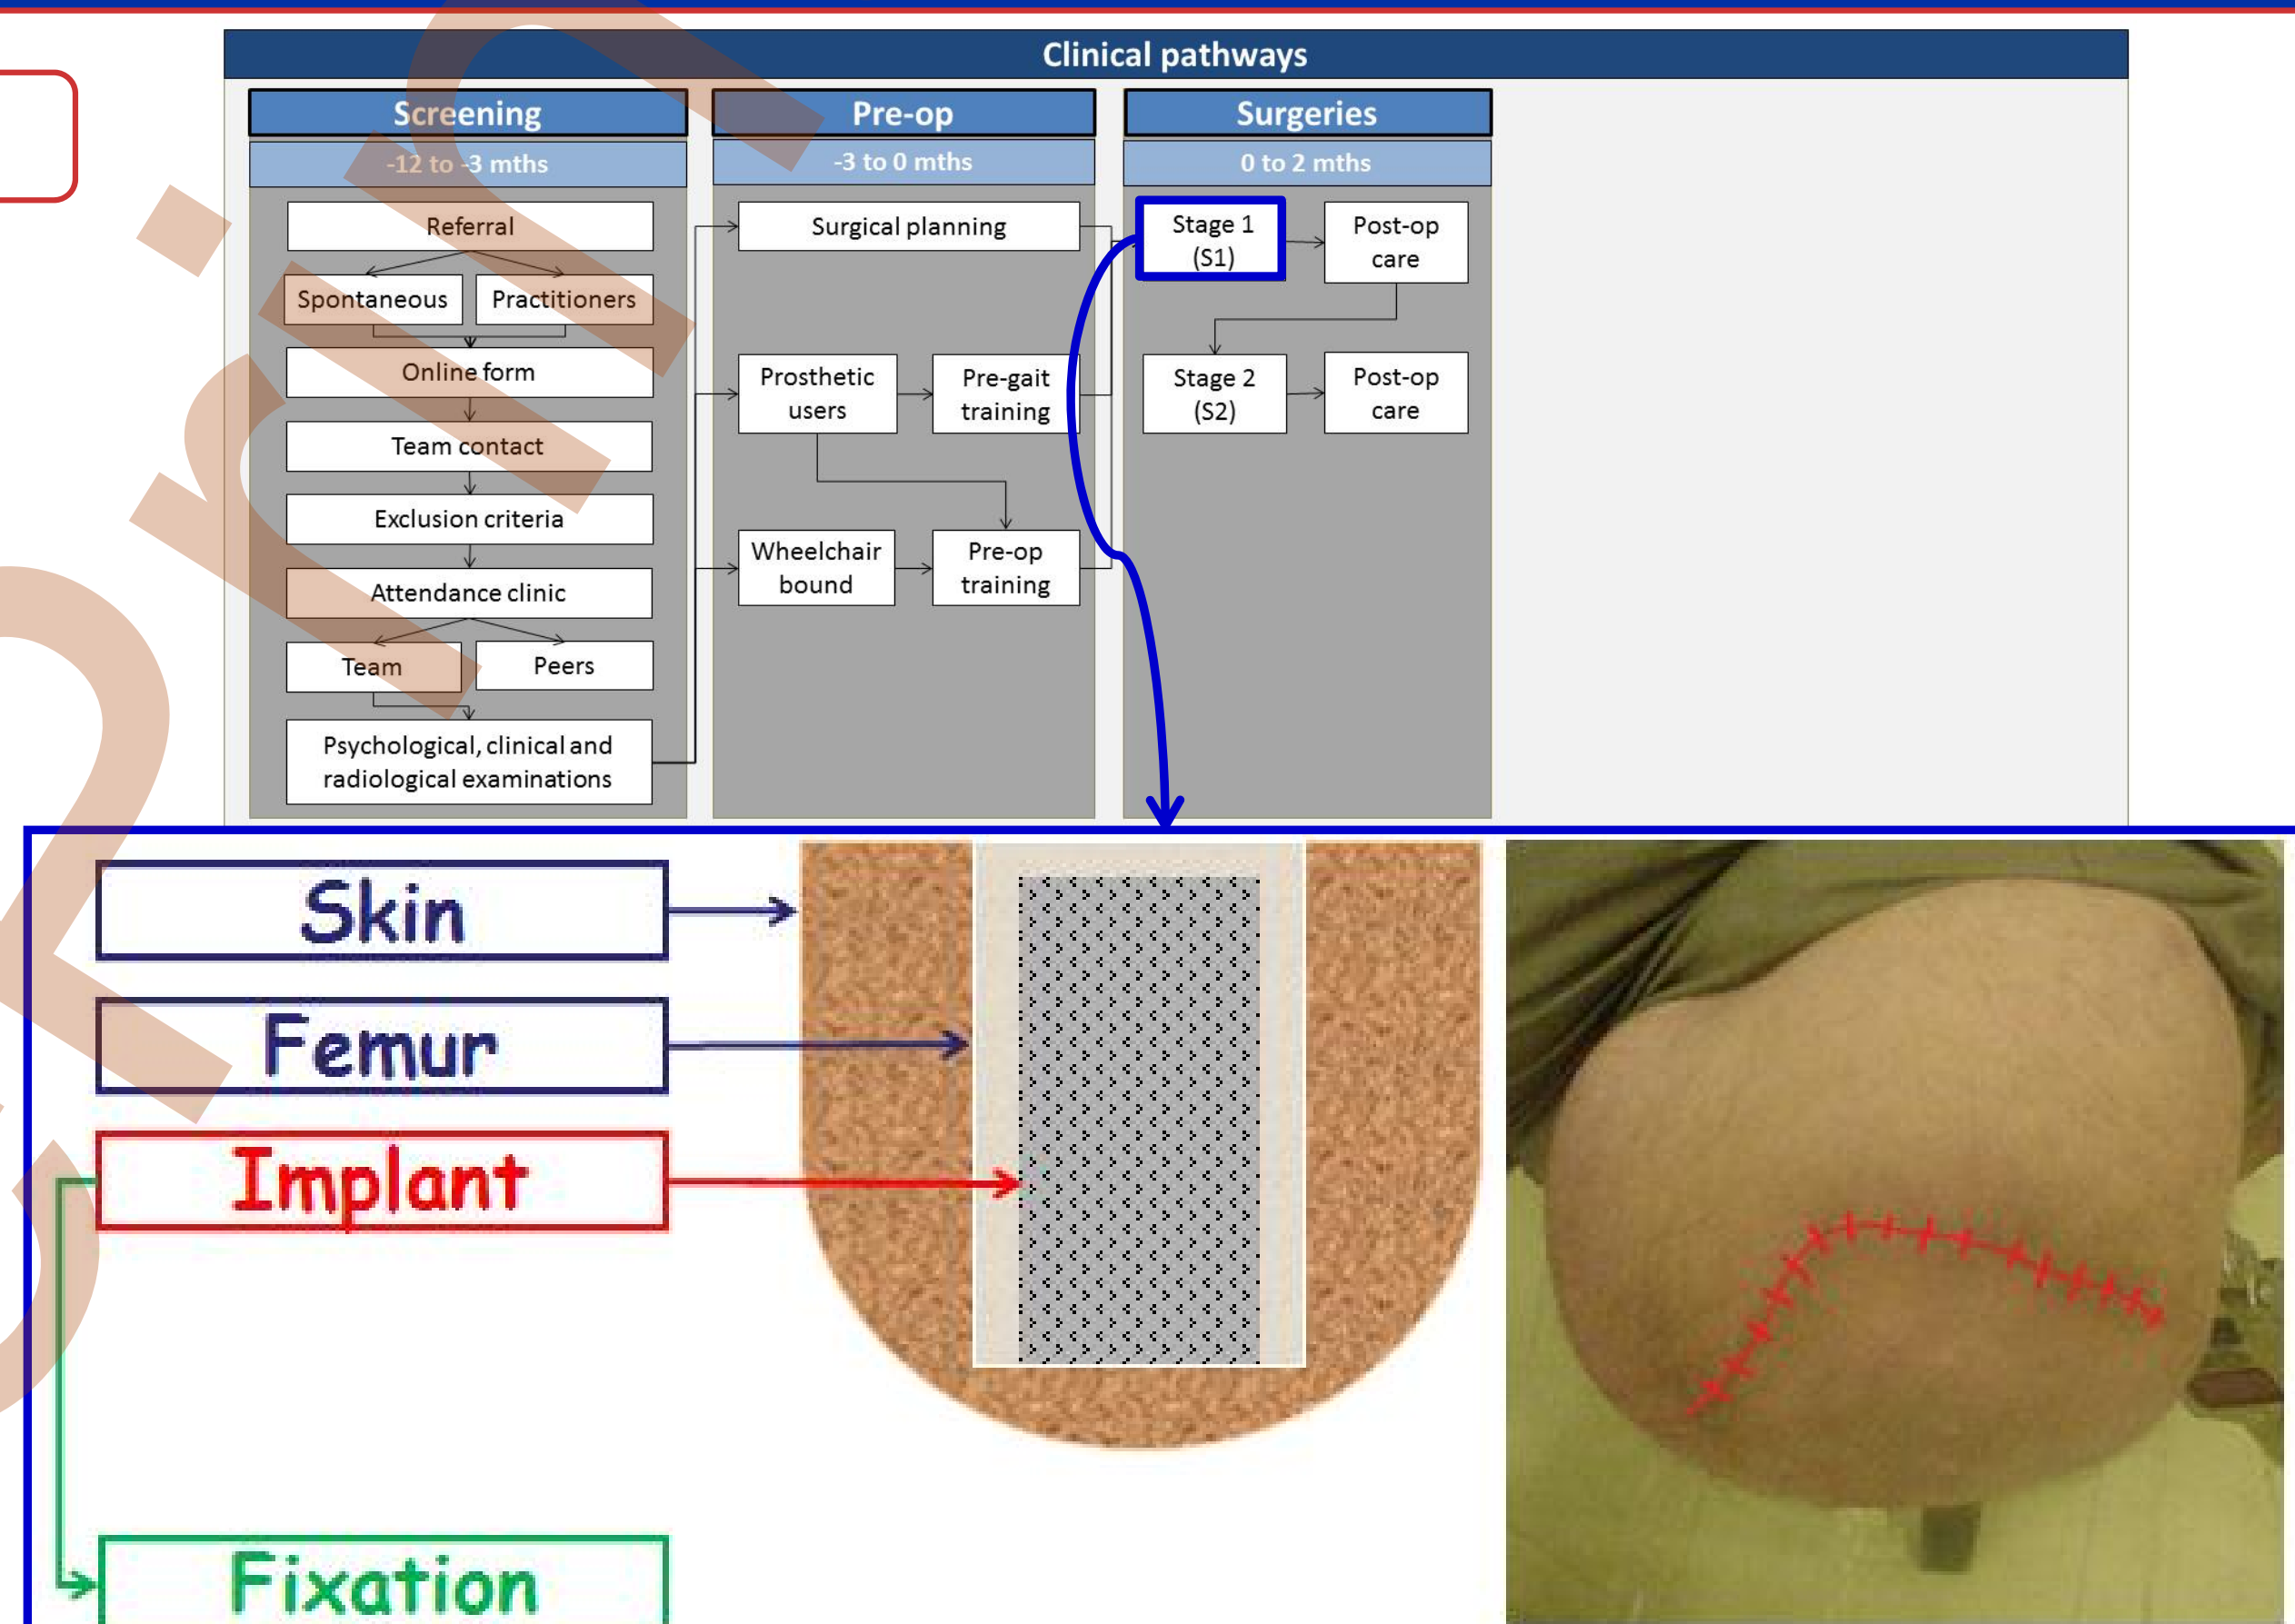 Clinical pathways
Screening
-12 to -3 mths
Referral
Spontaneous
Practitioners
Online form
Team contact
Exclusion criteria
Attendance clinic
Team
Peers
Psychological, clinical and
radiological examinations
Pre-op
-3 to 0 mths
Surgical planning
Prosthetic
users
Pre-gait
training
Wheelchair
bound
Pre-op
training
Surgeries
0 to 2 mths
Stage 1
(S1)
Post-op
care
Stage 2
(S2)
Post-op
care
Skin
Femur
Implant
Fixation